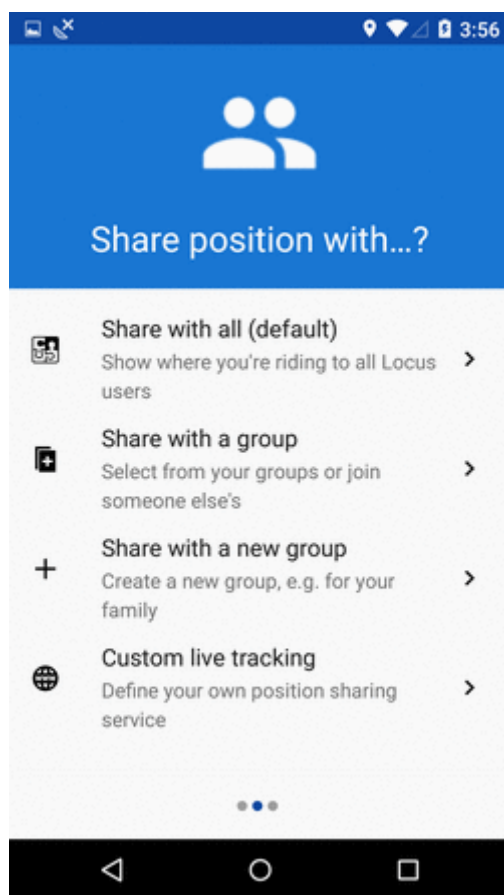 3:56
Share position with...?
Share with all (default)
Show where you're riding to all Locus
users
Share with a group
Select from your groups or join
someone else's
Share with a new group
Create a new group, e.g. for your
family
Custom live tracking
Define your own position sharing
service